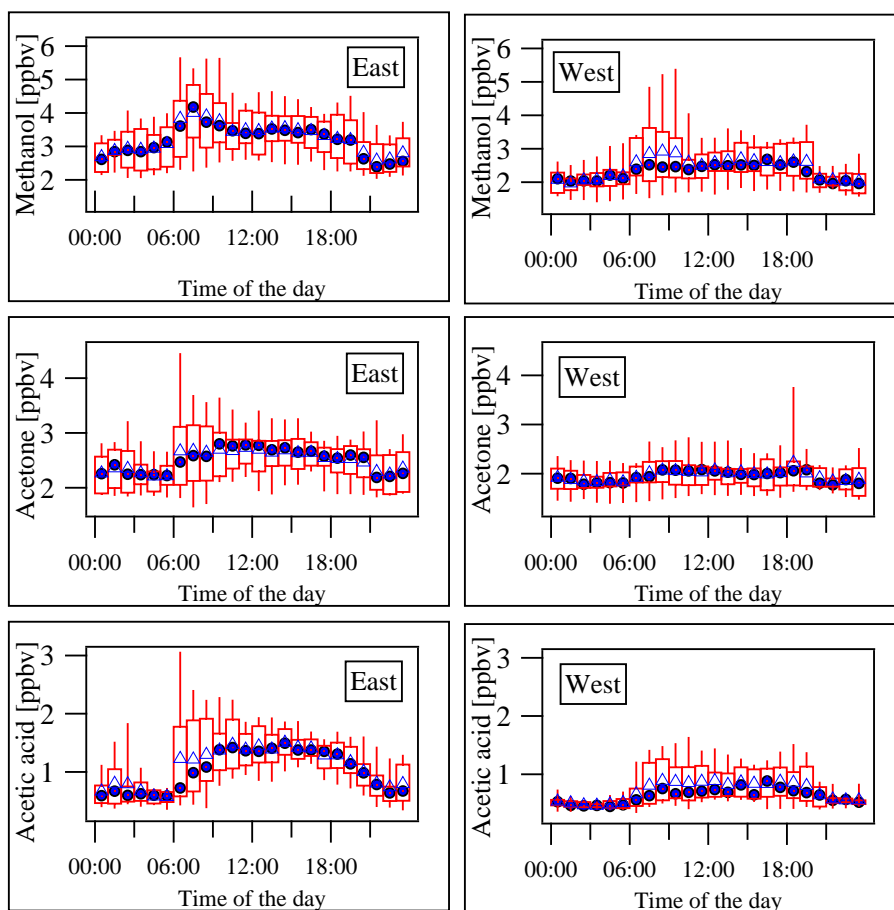 6
5
4
3
2
Methanol [ppbv]
East
00:00 06:00 12:00 18:00
Time of the day
6
5
4
3
2
Methanol [ppbv]
West
00:00 06:00 12:00 18:00
Time of the day
4
3
2
Acetone [ppbv]
East
00:00 06:00 12:00 18:00
Time of the day
4
3
2
Acetone [ppbv]
West
00:00 06:00 12:00 18:00
Time of the day
3
2
1
Acetic acid [ppbv]
East
00:00 06:00 12:00 18:00
Time of the day
3
2
1
Acetic acid [ppbv]
West
00:00 06:00 12:00 18:00
Time of the day